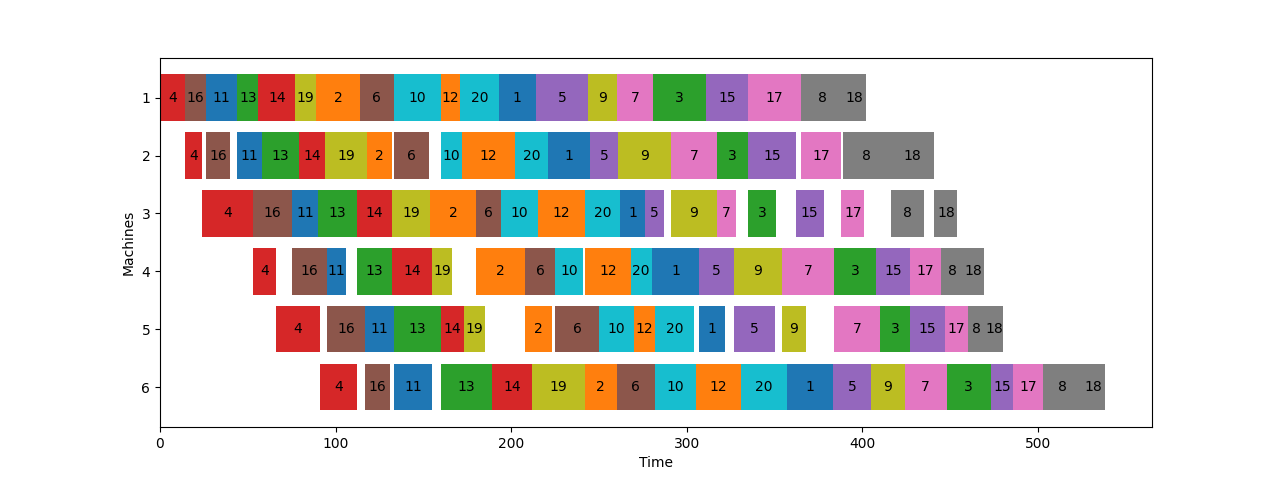 1 4 16 11 13 14 19 2 6 10 12 20 1 5 9 7 3 15 17 8 18
2 4 16 11 13 14 19 2 6 10 12 20 1 5 9 7 3 15 17 8 18
3 4 16 11 13 14 19 2 6 10 12 20 1 5 9 7 3 15 17 8 18
4 4 16 11 13 14 19 2 6 10 12 20 1 5 9 7 3 15 17 8 18
5 4 16 11 13 14 19 2 6 10 12 20 1 5 9 7 3 15 17 8 18
6 4 16 11 13 14 19 2 6 10 12 20 1 5 9 7 3 15 17 8 18
Machines
0 100 200 300 400 500
Time